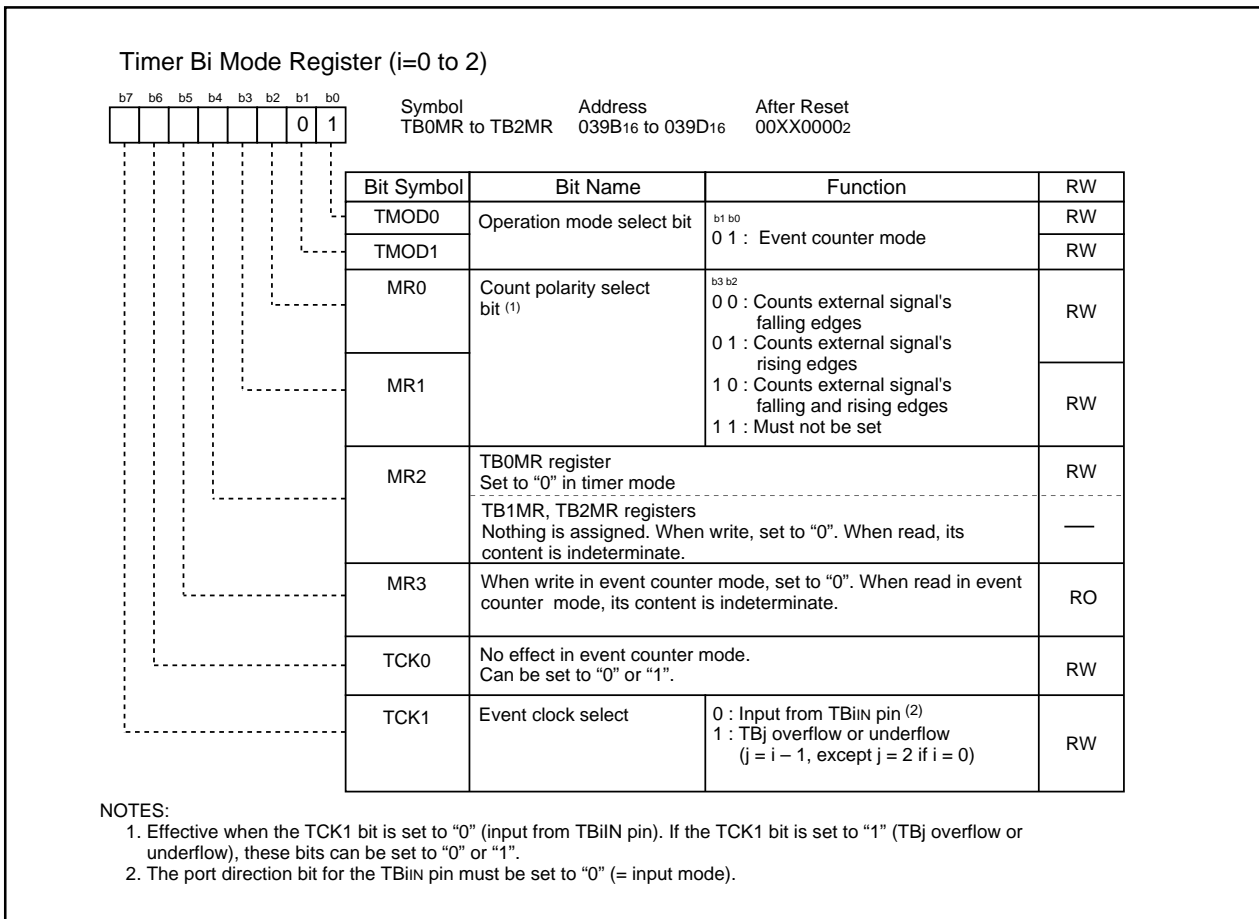 Timer Bi Mode Register (i=0 to 2)
b7 b6 b5 b4 b3 b2 b1 b0
0 1
Symbol Address After Reset
TB0MR to TB2MR 039B16 to 039D16 00XX00002
Bit Symbol Bit Name Function RW
TMOD0 Operation mode select bit b1 b0 RW
0 1 : Event counter mode
TMOD1 RW
MR0 Count polarity select b3 b2
bit (1) 0 0 : Counts external signal's RW
falling edges
0 1 : Counts external signal's
rising edges
MR1 1 0 : Counts external signal's RW
falling and rising edges
1 1 : Must not be set
MR2 TB0MR register RW
Set to “0” in timer mode
TB1MR, TB2MR registers —
Nothing is assigned. When write, set to “0”. When read, its
content is indeterminate.
MR3 When write in event counter mode, set to “0”. When read in event RO
counter mode, its content is indeterminate.
TCK0 No effect in event counter mode. RW
Can be set to “0” or “1”.
TCK1 Event clock select 0 : Input from TBiIN pin (2) RW
1 : TBj overflow or underflow
(j = i – 1, except j = 2 if i = 0)
NOTES:
1. Effective when the TCK1 bit is set to “0” (input from TBiIN pin). If the TCK1 bit is set to “1” (TBj overflow or
underflow), these bits can be set to “0” or “1”.
2. The port direction bit for the TBiIN pin must be set to “0” (= input mode).